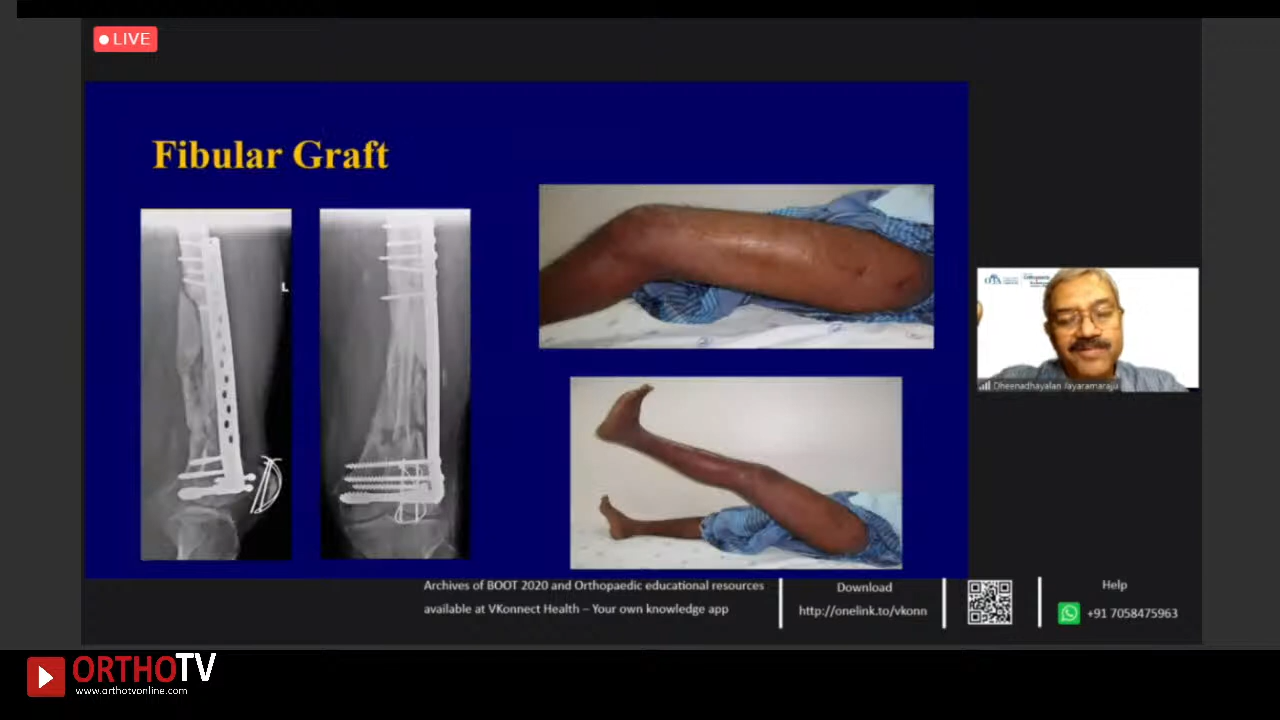 LIVE
Fibular Graft
L
Dheenadhayalan Jayaramaraju
Archives of BOOT 2020 and Orthopaedic educational resources
available at VKonnect Health – Your own knowledge app
Download
http://onelink.to/vkonn
Help
+91 7058475963
ORTHOTV
www.orthotvonline.com